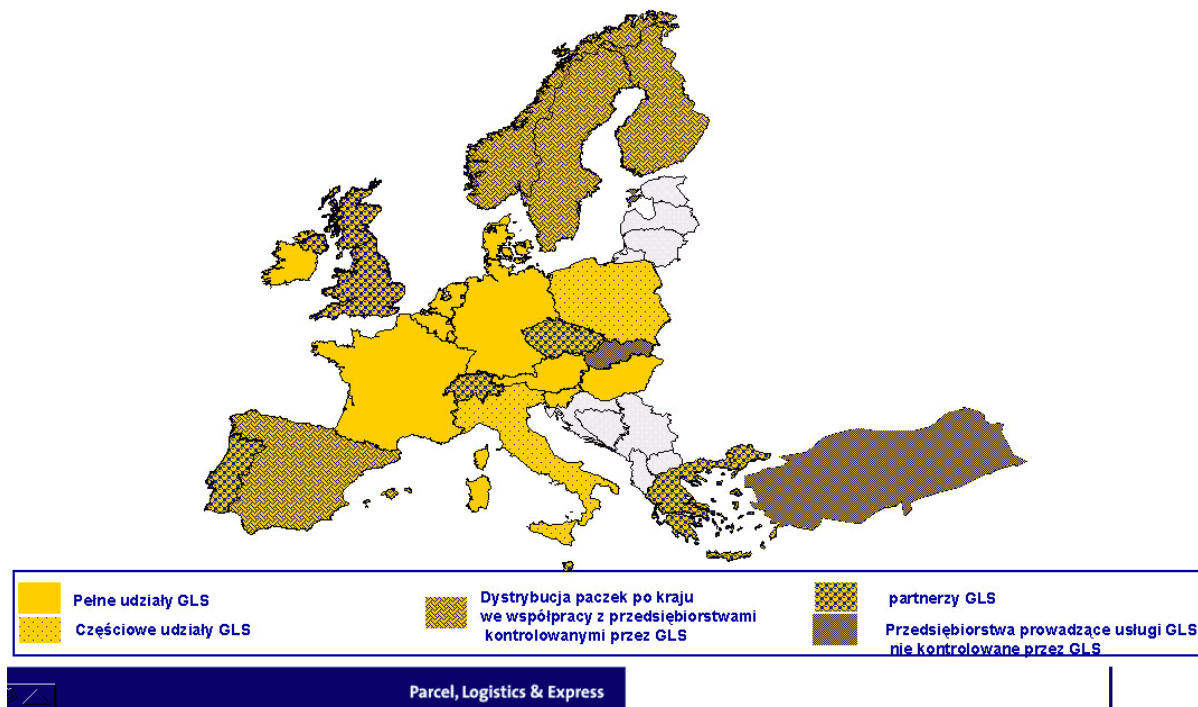 Pełne udziały GLS
Częściowe udziały GLS
Dystrybucja paczek po kraju
we współpracy z przedsiębiorstwami
kontrolowanymi przez GLS
partnerzy GLS
Przedsiębiorstwa prowadzące usługi GLS
nie kontrolowane przez GLS
Parcel, Logistics & Express